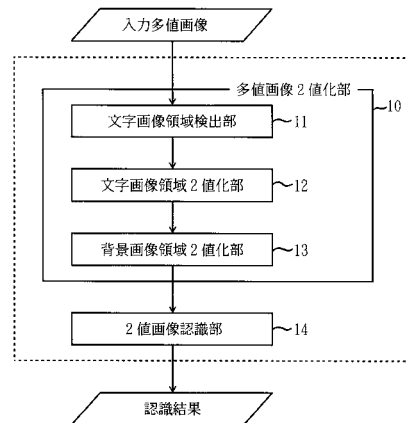 入力多値画像
多値画像2値化部
10
文字画像領域検出部
11
文字画像領域2値化部
12
背景画像領域2値化部
13
2値画像認識部
14
認識結果